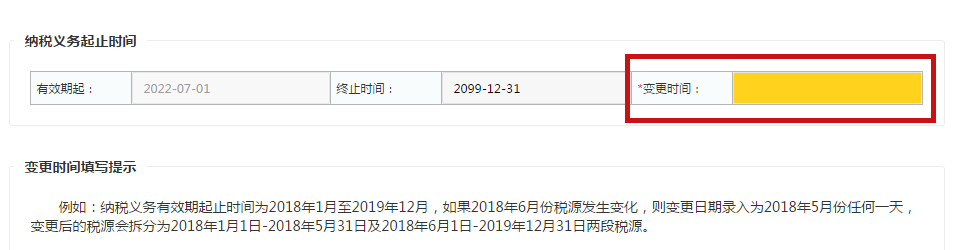 纳税义务起止时间
有效期起： 2022-07-01 终止时间： 2099-12-31 *变更时间：
变更时间填写提示
例如：纳税义务有效期起止时间为2018年1月至2019年12月，如果2018年6月份税源发生变化，则变更日期录入为2018年5月份任何一天，
变更后的税源会拆分为2018年1月1日-2018年5月31日及2018年6月1日-2019年12月31日两段税源。